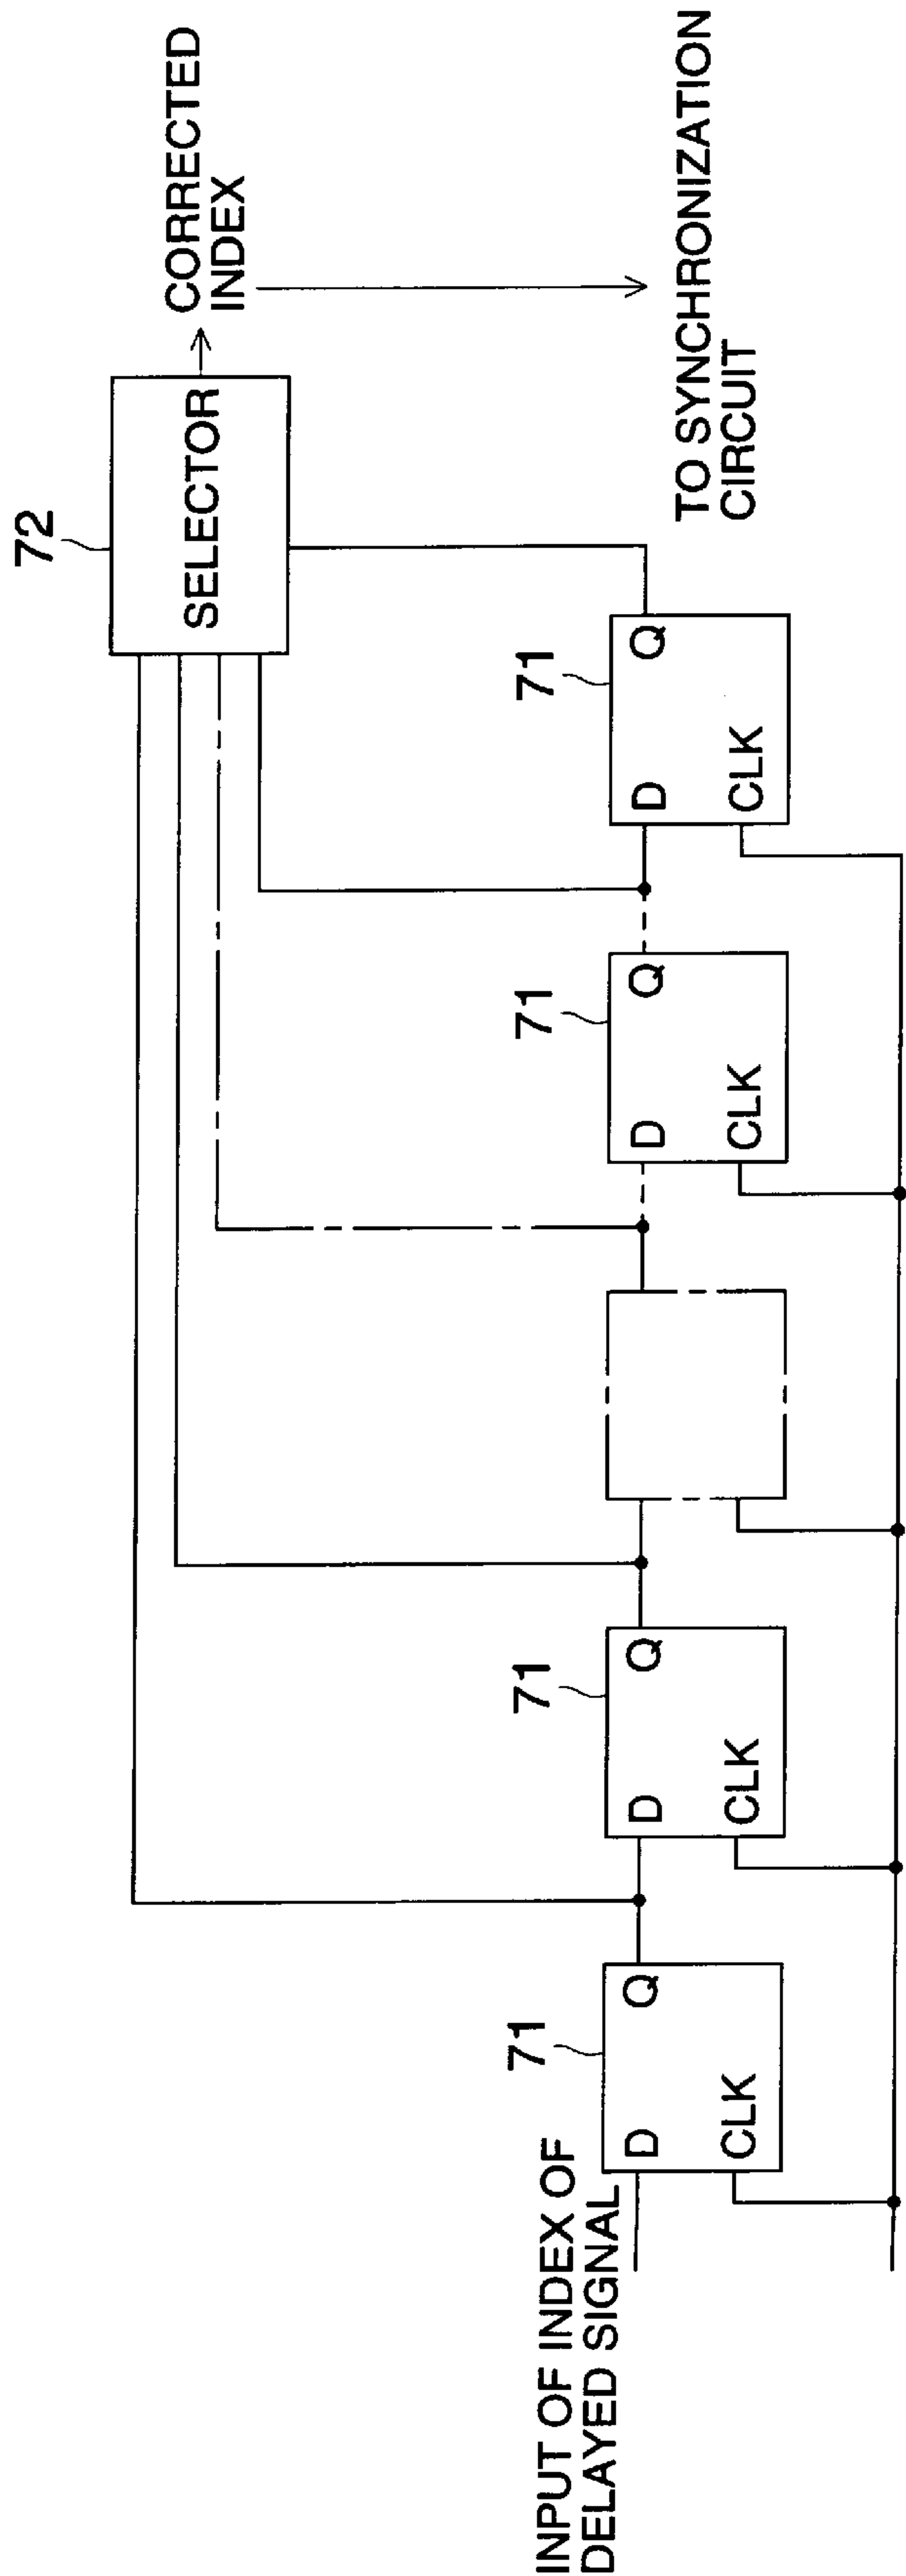 72
SELECTOR
CORRECTED
INDEX
TO SYNCHRONIZATION
CIRCUIT
INPUT OF INDEX OF
DELAYED SIGNAL
71
D
Q
CLK
71
D
Q
CLK
71
D
Q
CLK
71
D
Q
CLK